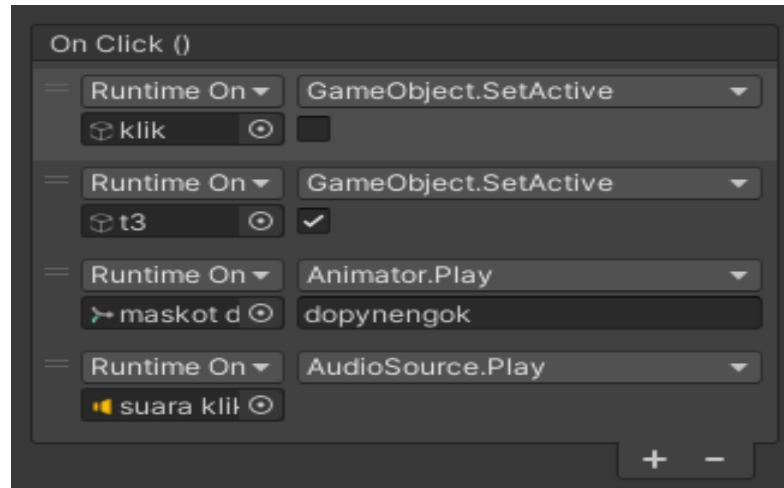 On Click ()
Runtime On GameObject.SetActive
klik
Runtime On GameObject.SetActive
t3
Runtime On Animator.Play
maskot d dopynengok
Runtime On AudioSource.Play
suara klik